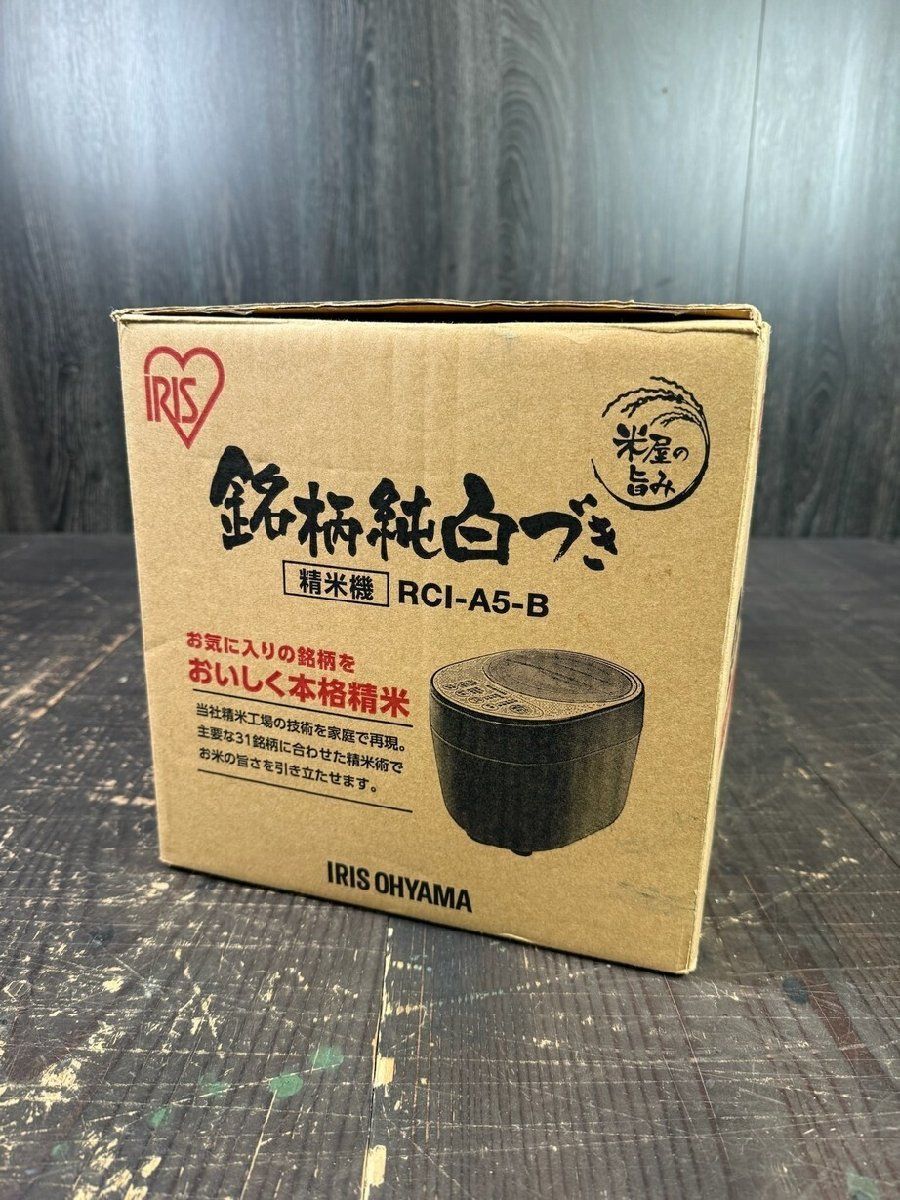 IRIS
米屋の
旨み
銘柄純白づき
精米機 RCI-A5-B
お気に入りの銘柄を
おいしく本格精米
当社精米工場の技術を家庭で再現。
主要な31銘柄に合わせた精米術で
お米の旨さを引き立たせます。
IRIS OHYAMA